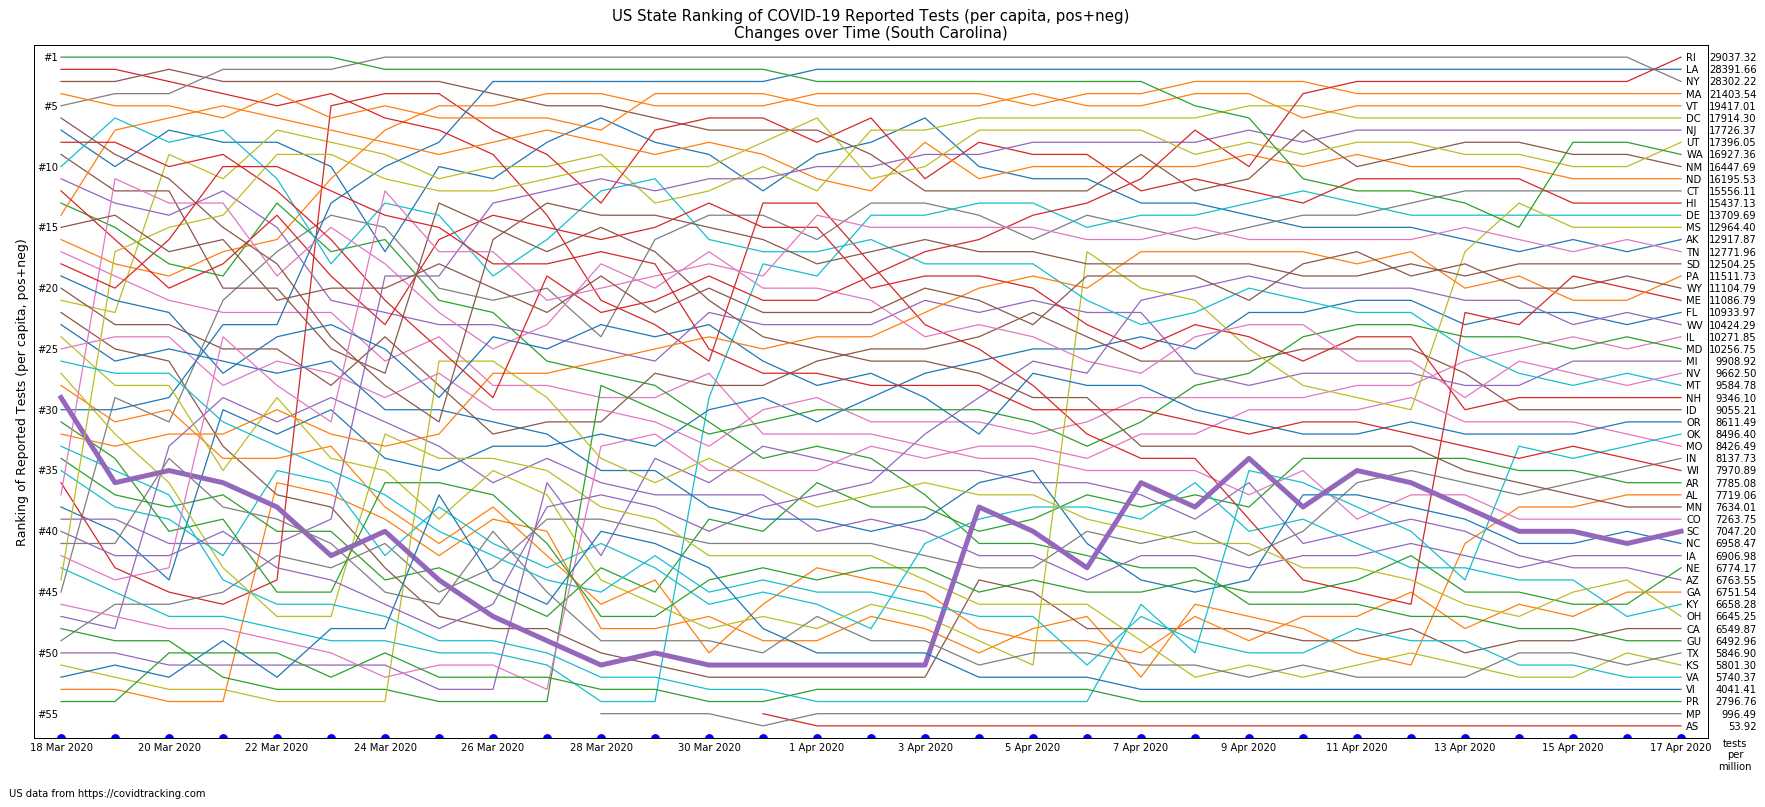 US State Ranking of COVID-19 Reported Tests (per capita, pos+neg)
Changes over Time (South Carolina)
Ranking of Reported Tests (per capita, pos+neg)
#1
#5
#10
#15
#20
#25
#30
#35
#40
#45
#50
#55
RI 29037.32
LA 28391.66
NY 28302.22
MA 21403.54
VT 19417.01
DC 17914.30
NJ 17726.37
UT 17396.05
WA 16927.36
NM 16447.69
ND 16195.53
CT 15556.11
HI 15437.13
DE 13709.69
MS 12964.40
AK 12917.87
TN 12771.96
SD 12504.25
PA 11511.73
WY 11104.79
ME 11086.79
FL 10933.97
WV 10424.29
IL 10271.85
MD 10256.75
MI 9908.92
NV 9662.50
MT 9584.78
NH 9346.10
ID 9055.21
OR 8611.49
OK 8496.40
MO 8426.49
IN 8137.73
WI 7970.89
AR 7785.08
AL 7719.06
MN 7634.01
CO 7263.75
SC 7047.20
NC 6958.47
IA 6906.98
NE 6774.17
AZ 6763.55
GA 6751.54
KY 6658.28
OH 6645.25
CA 6549.87
GU 6492.96
TX 5846.90
KS 5801.30
VA 5740.37
VI 4041.41
PR 2796.76
MP 996.49
AS 53.92
18 Mar 2020 20 Mar 2020 22 Mar 2020 24 Mar 2020 26 Mar 2020 28 Mar 2020 30 Mar 2020 1 Apr 2020 3 Apr 2020 5 Apr 2020 7 Apr 2020 9 Apr 2020 11 Apr 2020 13 Apr 2020 15 Apr 2020 17 Apr 2020
tests
per
million
US data from https://covidtracking.com